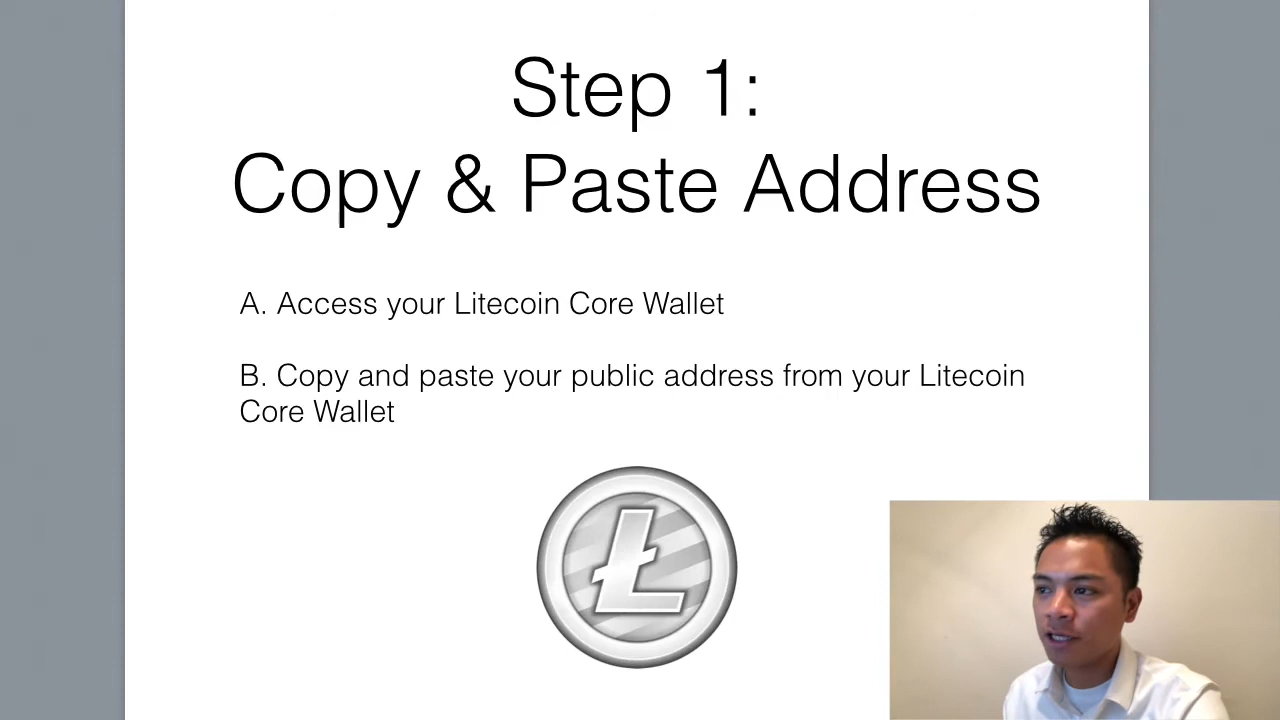 Step 1:
Copy & Paste Address
A. Access your Litecoin Core Wallet
B. Copy and paste your public address from your Litecoin
Core Wallet